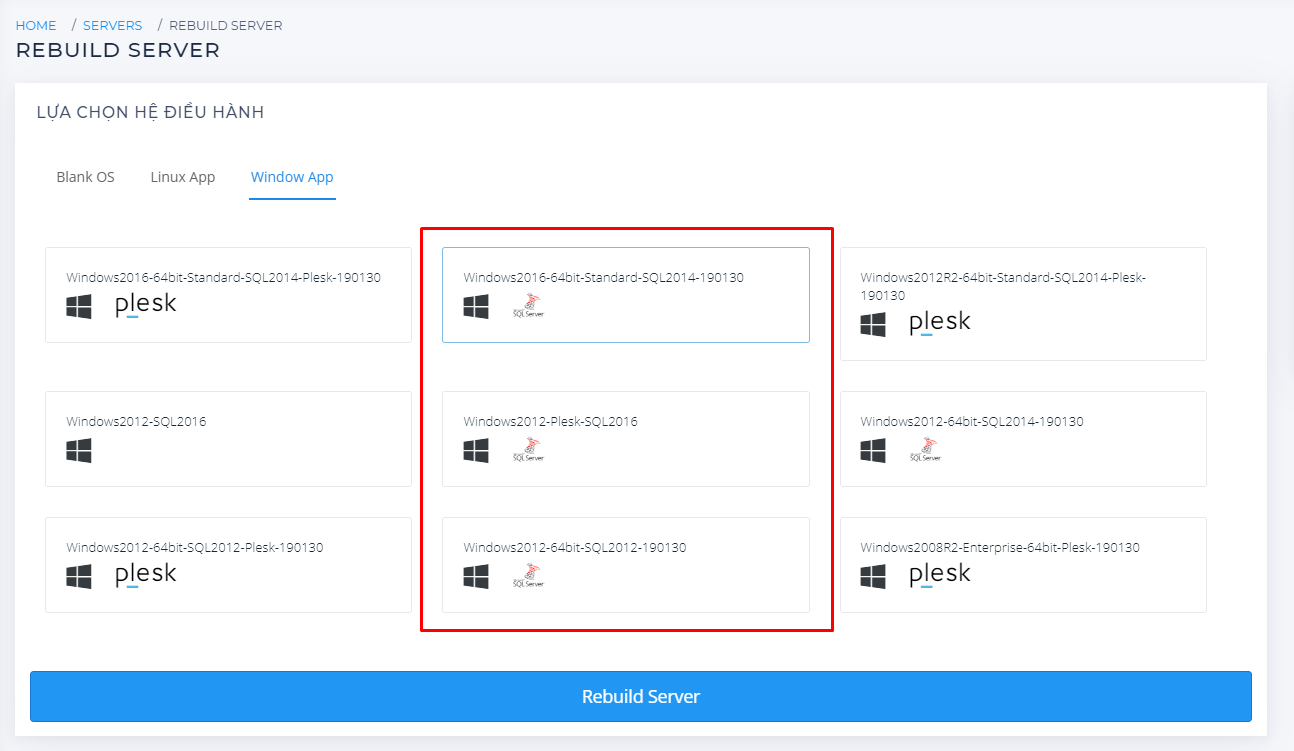 HOME / SERVERS / REBUILD SERVER
REBUILD SERVER
LỰA CHỌN HỆ ĐIỀU HÀNH
Blank OS Linux App Window App
Windows2016-64bit-Standard-SQL2014-Plesk-190130
plesk
Windows2016-64bit-Standard-SQL2014-190130
SQL Server
Windows2012R2-64bit-Standard-SQL2014-Plesk-
190130
plesk
Windows2012-SQL2016
Windows2012-Plesk-SQL2016
SQL Server
Windows2012-64bit-SQL2014-190130
SQL Server
Windows2012-64bit-SQL2012-Plesk-190130
plesk
Windows2012-64bit-SQL2012-190130
SQL Server
Windows2008R2-Enterprise-64bit-Plesk-190130
plesk
Rebuild Server